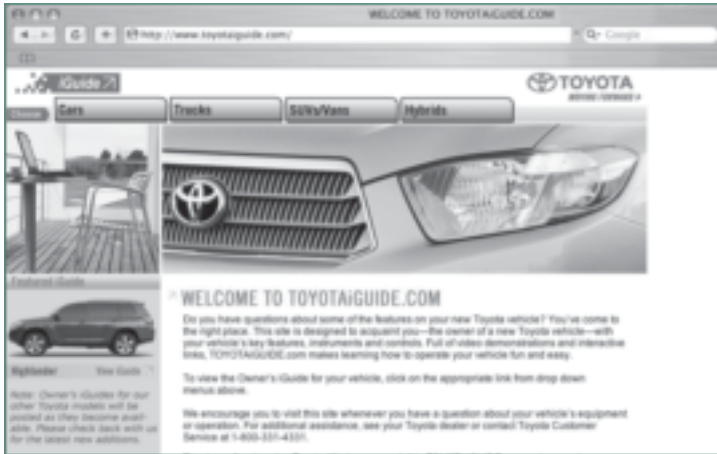 WELCOME TO TOYOTAiGUIDE.COM
http://www.toyotaiguide.com/
Google
iGuide
TOYOTA
moving forward
Choose
Cars
Trucks
SUVs/Vans
Hybrids
Featured iGuide
Highlander
View Guide
Note: Owner's iGuides for our
other Toyota models will be
posted as they become avail-
able. Please check back with us
for the latest new additions.
WELCOME TO TOYOTAiGUIDE.COM
Do you have questions about some of the features on your new Toyota vehicle? You've come to
the right place. This site is designed to acquaint you—the owner of a new Toyota vehicle—with
your vehicle's key features, instruments and controls. Full of video demonstrations and interactive
links, TOYOTAiGUIDE.com makes learning how to operate your vehicle fun and easy.
To view the Owner's iGuide for your vehicle, click on the appropriate link from drop down
menus above.
We encourage you to visit this site whenever you have a question about your vehicle's equipment
or operation. For additional assistance, see your Toyota dealer or contact Toyota Customer
Service at 1-800-331-4331.